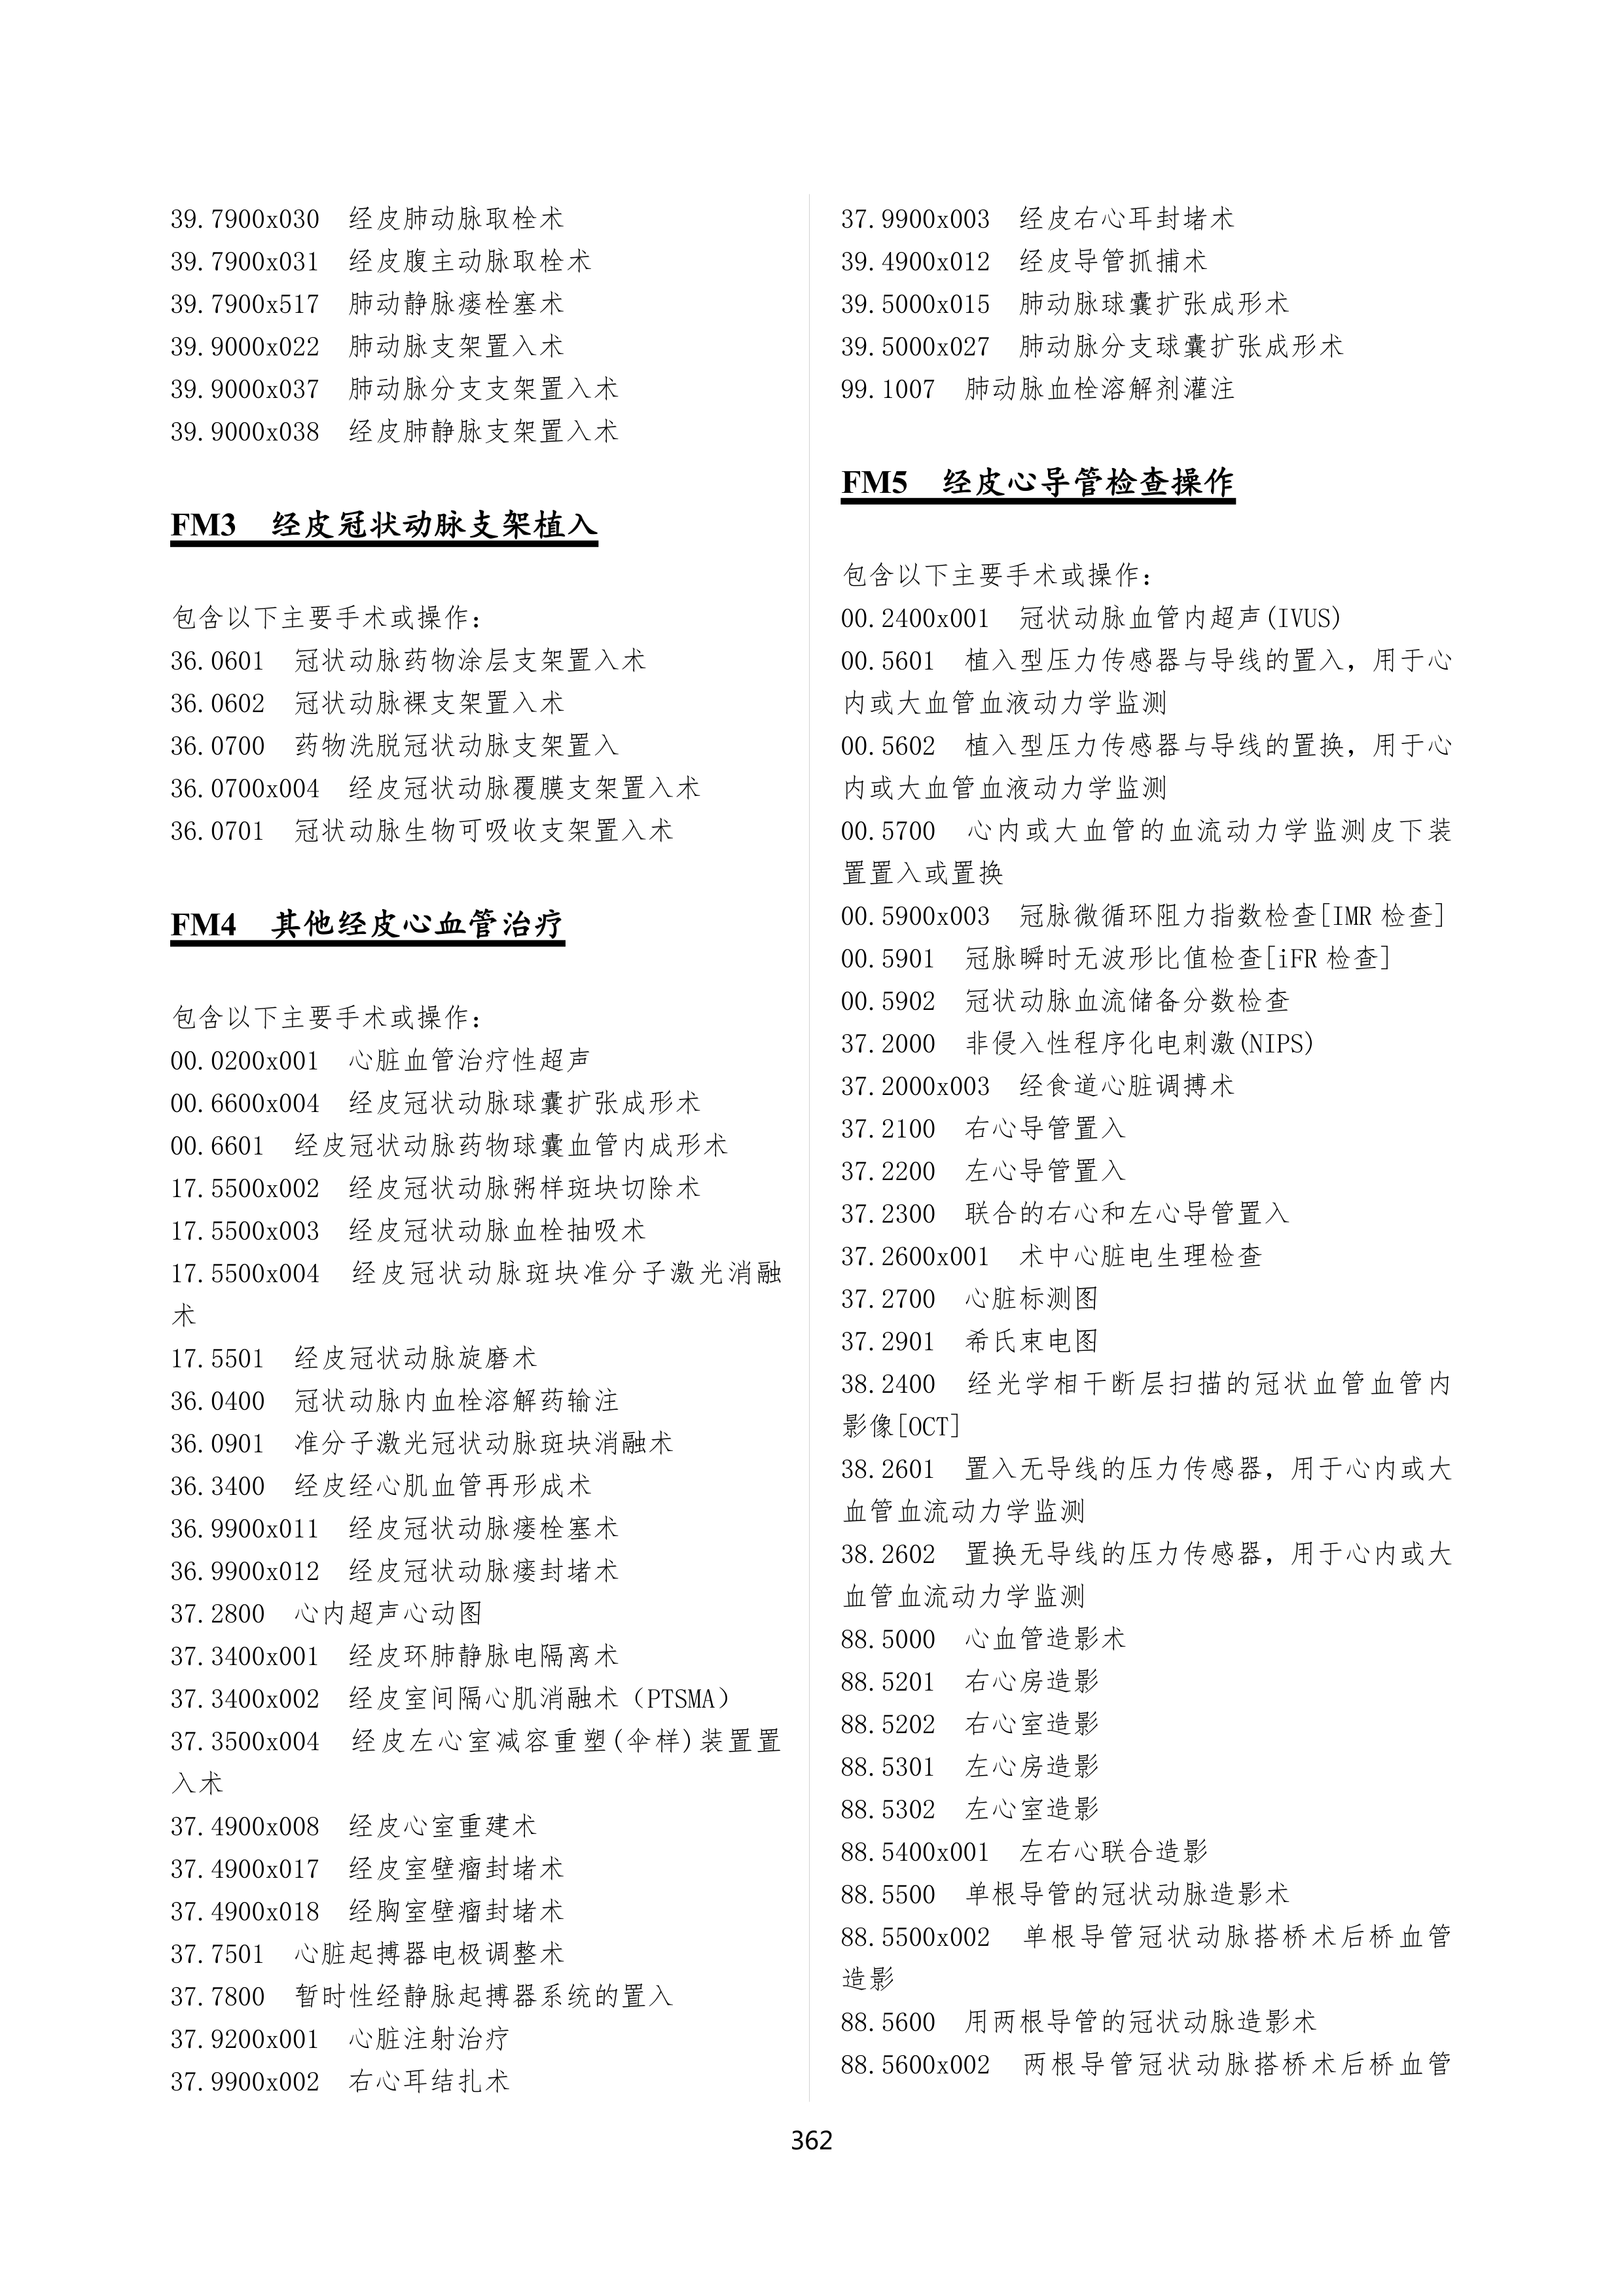 39.7900x030　经皮肺动脉取栓术
39.7900x031　经皮腹主动脉取栓术
39.7900x517　肺动静脉瘘栓塞术
39.9000x022　肺动脉支架置入术
39.9000x037　肺动脉分支支架置入术
39.9000x038　经皮肺静脉支架置入术
FM3　经皮冠状动脉支架植入
包含以下主要手术或操作：
36.0601　冠状动脉药物涂层支架置入术
36.0602　冠状动脉裸支架置入术
36.0700　药物洗脱冠状动脉支架置入
36.0700x004　经皮冠状动脉覆膜支架置入术
36.0701　冠状动脉生物可吸收支架置入术
FM4　其他经皮心血管治疗
包含以下主要手术或操作：
00.0200x001　心脏血管治疗性超声
00.6600x004　经皮冠状动脉球囊扩张成形术
00.6601　经皮冠状动脉药物球囊血管内成形术
17.5500x002　经皮冠状动脉粥样斑块切除术
17.5500x003　经皮冠状动脉血栓抽吸术
17.5500x004　经皮冠状动脉斑块准分子激光消融
术
17.5501　经皮冠状动脉旋磨术
36.0400　冠状动脉内血栓溶解药输注
36.0901　准分子激光冠状动脉斑块消融术
36.3400　经皮经心肌血管再形成术
36.9900x011　经皮冠状动脉瘘栓塞术
36.9900x012　经皮冠状动脉瘘封堵术
37.2800　心内超声心动图
37.3400x001　经皮环肺静脉电隔离术
37.3400x002　经皮室间隔心肌消融术（PTSMA）
37.3500x004　经皮左心室减容重塑(伞样)装置置
入术
37.4900x008　经皮心室重建术
37.4900x017　经皮室壁瘤封堵术
37.4900x018　经胸室壁瘤封堵术
37.7501　心脏起搏器电极调整术
37.7800　暂时性经静脉起搏器系统的置入
37.9200x001　心脏注射治疗
37.9900x002　右心耳结扎术
37.9900x003　经皮右心耳封堵术
39.4900x012　经皮导管抓捕术
39.5000x015　肺动脉球囊扩张成形术
39.5000x027　肺动脉分支球囊扩张成形术
99.1007　肺动脉血栓溶解剂灌注
FM5　经皮心导管检查操作
包含以下主要手术或操作：
00.2400x001　冠状动脉血管内超声(IVUS)
00.5601　植入型压力传感器与导线的置入，用于心
内或大血管血液动力学监测
00.5602　植入型压力传感器与导线的置换，用于心
内或大血管血液动力学监测
00.5700　心内或大血管的血流动力学监测皮下装
置置入或置换
00.5900x003　冠脉微循环阻力指数检查[IMR 检查]
00.5901　冠脉瞬时无波形比值检查[iFR 检查]
00.5902　冠状动脉血流储备分数检查
37.2000　非侵入性程序化电刺激(NIPS)
37.2000x003　经食道心脏调搏术
37.2100　右心导管置入
37.2200　左心导管置入
37.2300　联合的右心和左心导管置入
37.2600x001　术中心脏电生理检查
37.2700　心脏标测图
37.2901　希氏束电图
38.2400　经光学相干断层扫描的冠状血管血管内
影像[OCT]
38.2601　置入无导线的压力传感器，用于心内或大
血管血流动力学监测
38.2602　置换无导线的压力传感器，用于心内或大
血管血流动力学监测
88.5000　心血管造影术
88.5201　右心房造影
88.5202　右心室造影
88.5301　左心房造影
88.5302　左心室造影
88.5400x001　左右心联合造影
88.5500　单根导管的冠状动脉造影术
88.5500x002　单根导管冠状动脉搭桥术后桥血管
造影
88.5600　用两根导管的冠状动脉造影术
88.5600x002　两根导管冠状动脉搭桥术后桥血管
362